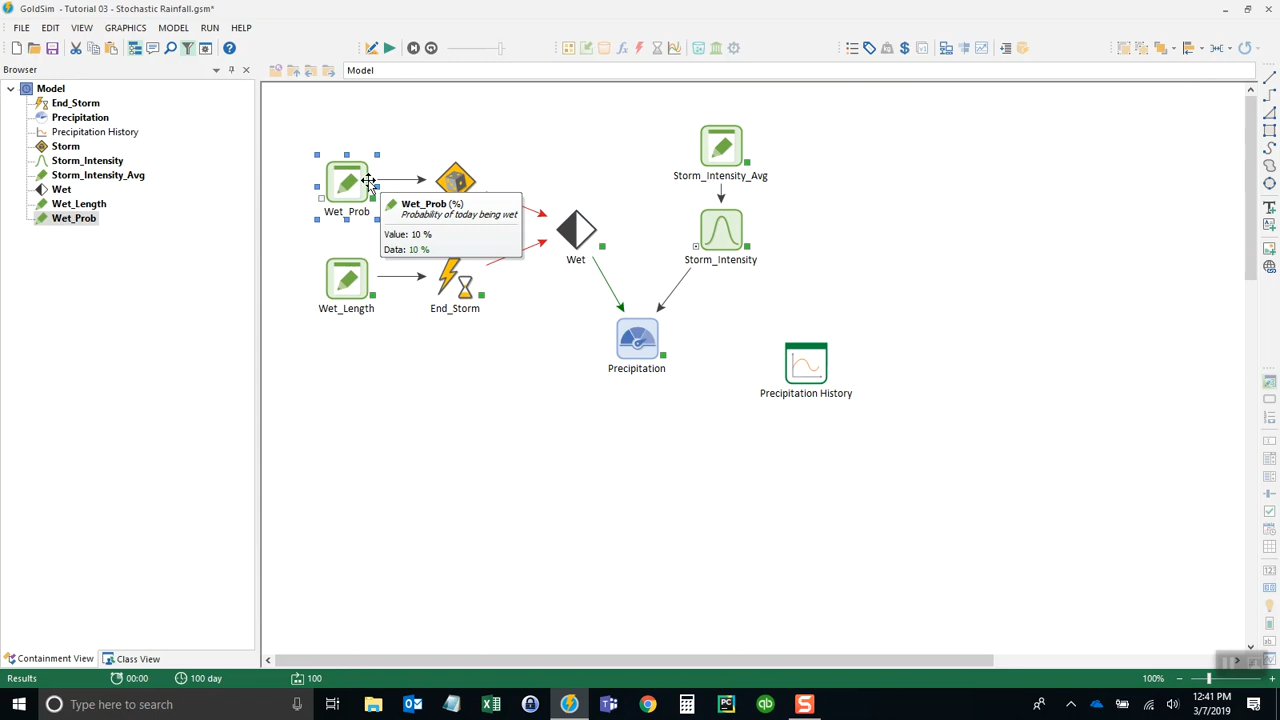 GoldSim - Tutorial 03 - Stochastic Rainfall.gsm*
FILE EDIT VIEW GRAPHICS MODEL RUN HELP
Browser
Model
Model
End_Storm
Precipitation
Precipitation History
Storm
Storm_Intensity
Storm_Intensity_Avg
Wet
Wet_Length
Wet_Prob
Storm_Intensity_Avg
Wet_Prob
Wet_Prob (%)
Probability of today being wet
Value: 10 %
Data: 10 %
Wet
Storm_Intensity
Wet_Length
End_Storm
Precipitation
Precipitation History
Containment View Class View
Results 00:00 100 day 100 100%
Type here to search
12:41 PM
3/7/2019